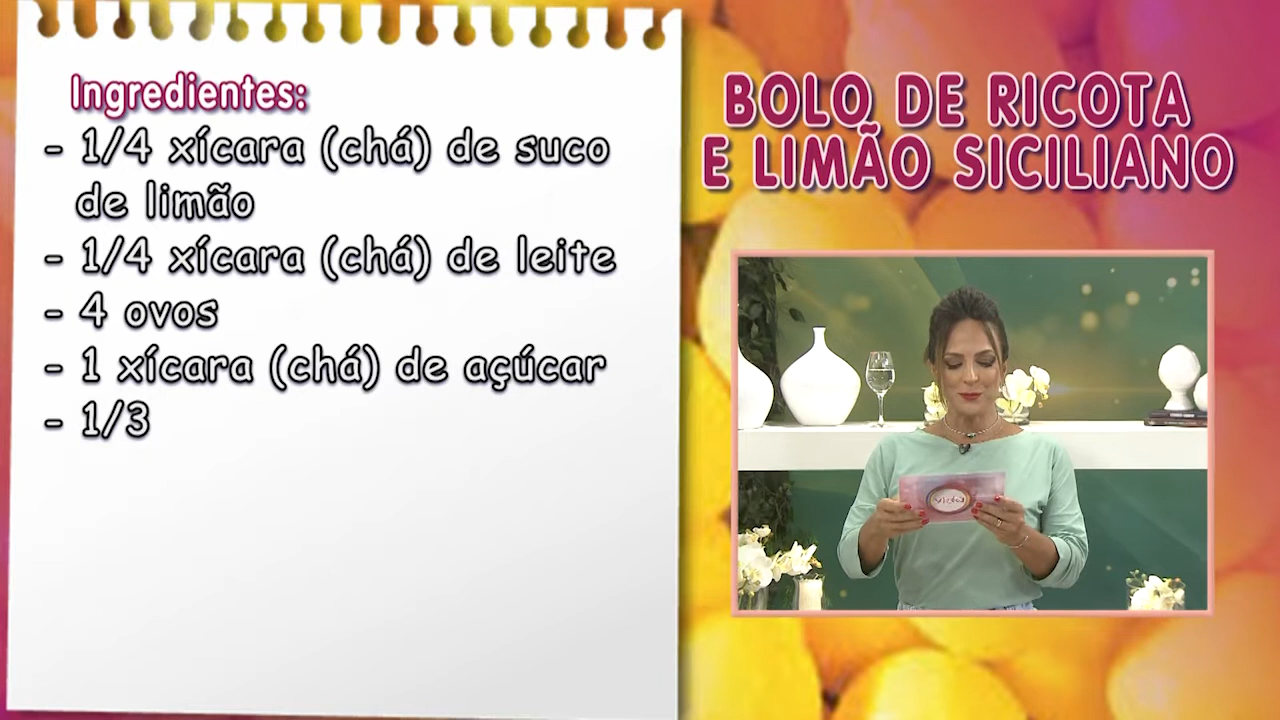 Ingredientes:
- 1/4 xícara (chá) de suco
de limão
- 1/4 xícara (chá) de leite
- 4 ovos
- 1 xícara (chá) de açúcar
- 1/3
BOLO DE RICOTA
E LIMÃO SICILIANO
vida